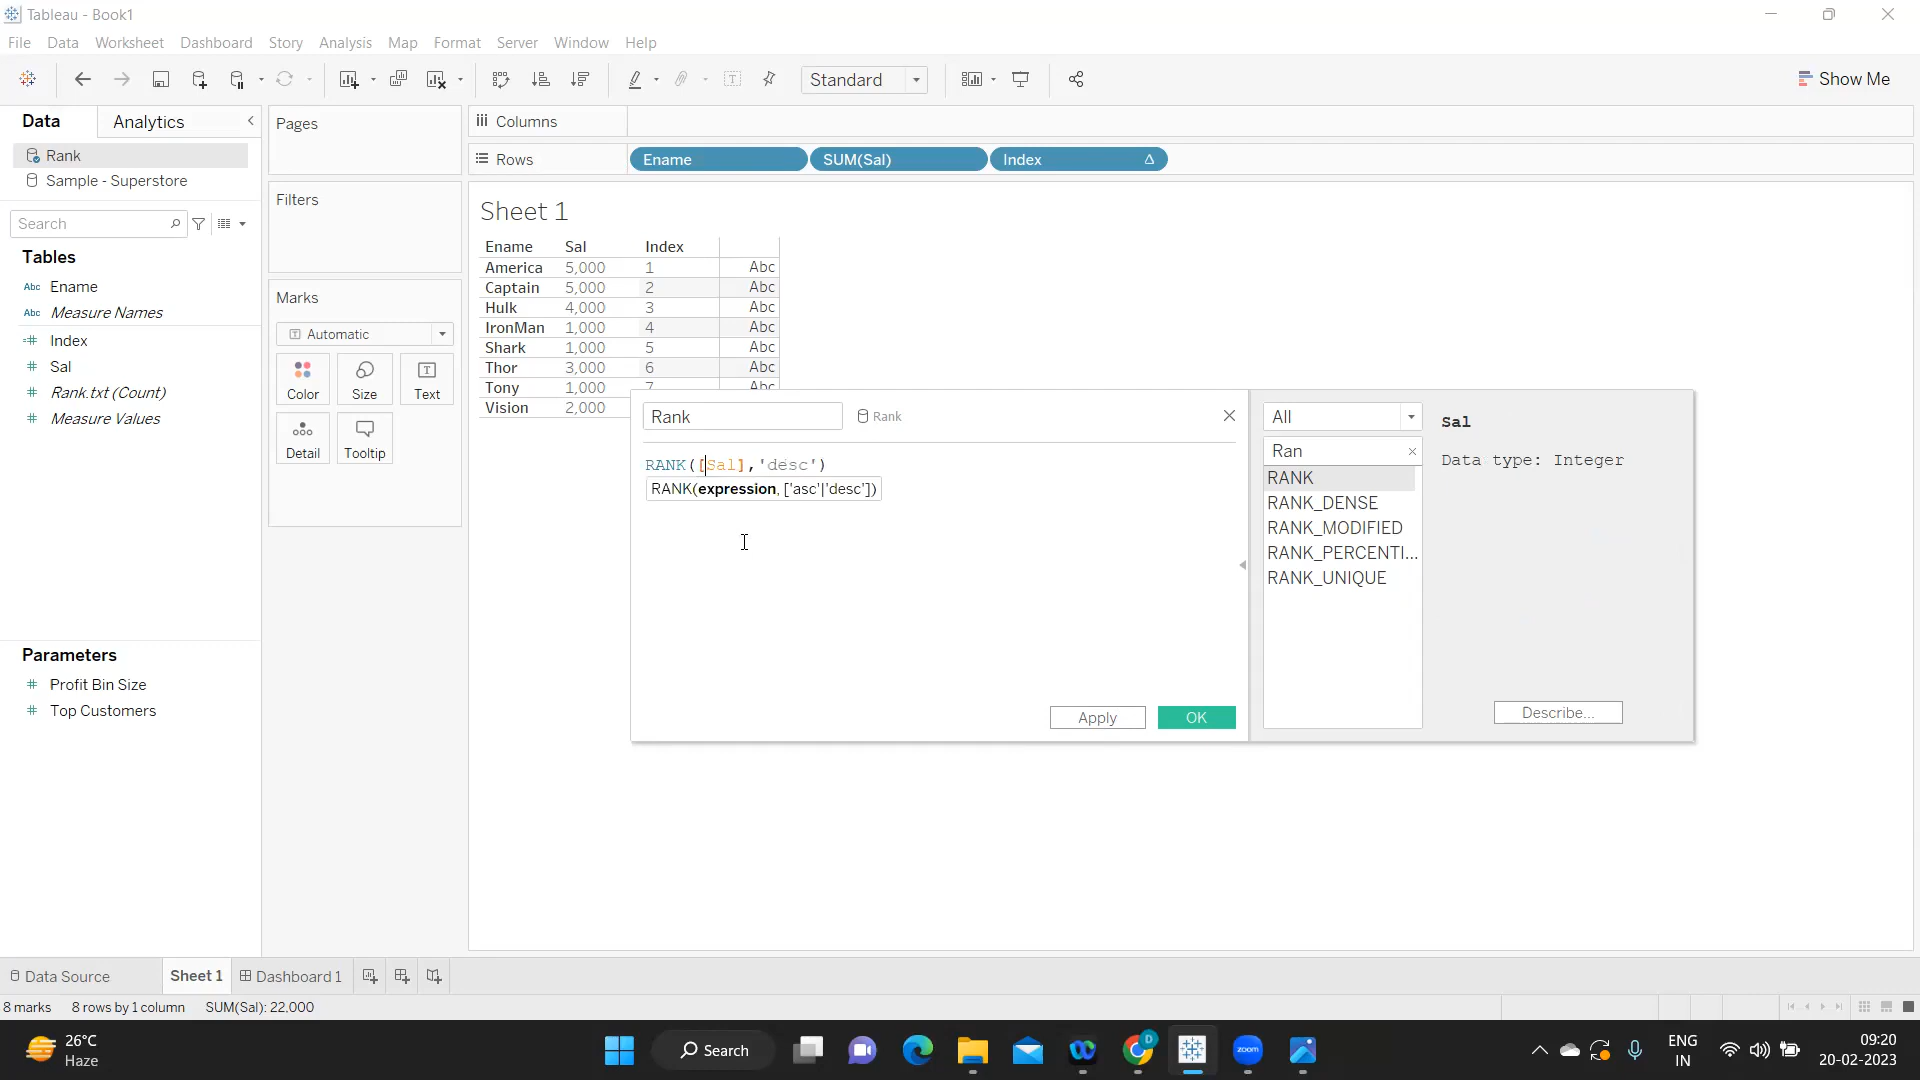 Tableau - Book1
File Data Worksheet Dashboard Story Analysis Map Format Server Window Help
Standard
Show Me
Data
Analytics
Rank
Sample - Superstore
Search
Tables
Abc Ename
Abc Measure Names
Index
Sal
Rank.txt (Count)
Measure Values
Parameters
Profit Bin Size
Top Customers
Pages
Filters
Marks
Automatic
Color
Size
Text
Detail
Tooltip
Columns
Rows
Ename
SUM(Sal)
Index
Sheet 1
Ename Sal Index
America 5,000 1 Abc
Captain 5,000 2 Abc
Hulk 4,000 3 Abc
IronMan 1,000 4 Abc
Shark 1,000 5 Abc
Thor 3,000 6 Abc
Tony 1,000 7 Abc
Vision 2,000
Rank
Rank
RANK([Sal],'desc')
RANK(expression, ['asc'|'desc'])
Apply
OK
All
Ran
RANK
RANK_DENSE
RANK_MODIFIED
RANK_PERCENTI...
RANK_UNIQUE
Sal
Data type: Integer
Describe...
Data Source
Sheet 1
Dashboard 1
8 marks 8 rows by 1 column SUM(Sal): 22,000
26°C
Haze
Search
D
zoom
ENG
IN
09:20
20-02-2023